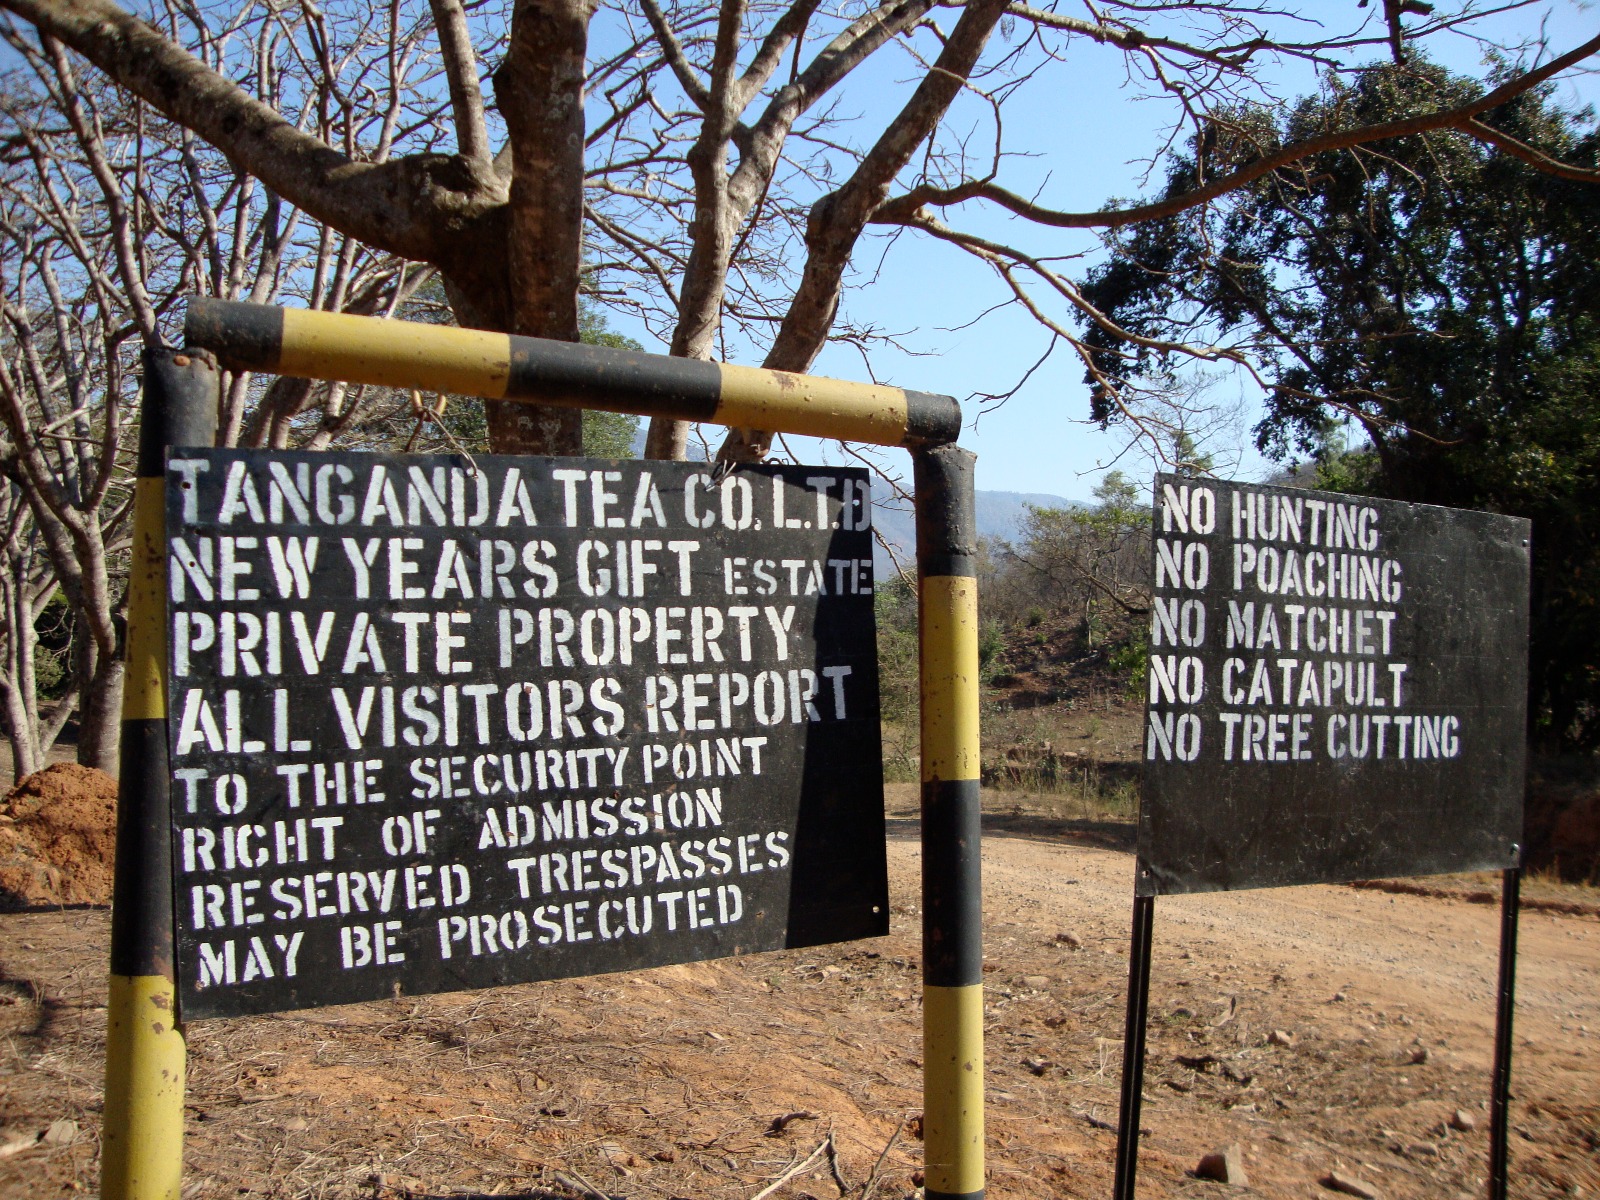 TANGANDA TEA CO. L.T.D
NEW YEARS GIFT ESTATE
PRIVATE PROPERTY
ALL VISITORS REPORT
TO THE SECURITY POINT
RIGHT OF ADMISSION
RESERVED TRESPASSES
MAY BE PROSECUTED
NO HUNTING
NO POACHING
NO MATCHET
NO CATAPULT
NO TREE CUTTING